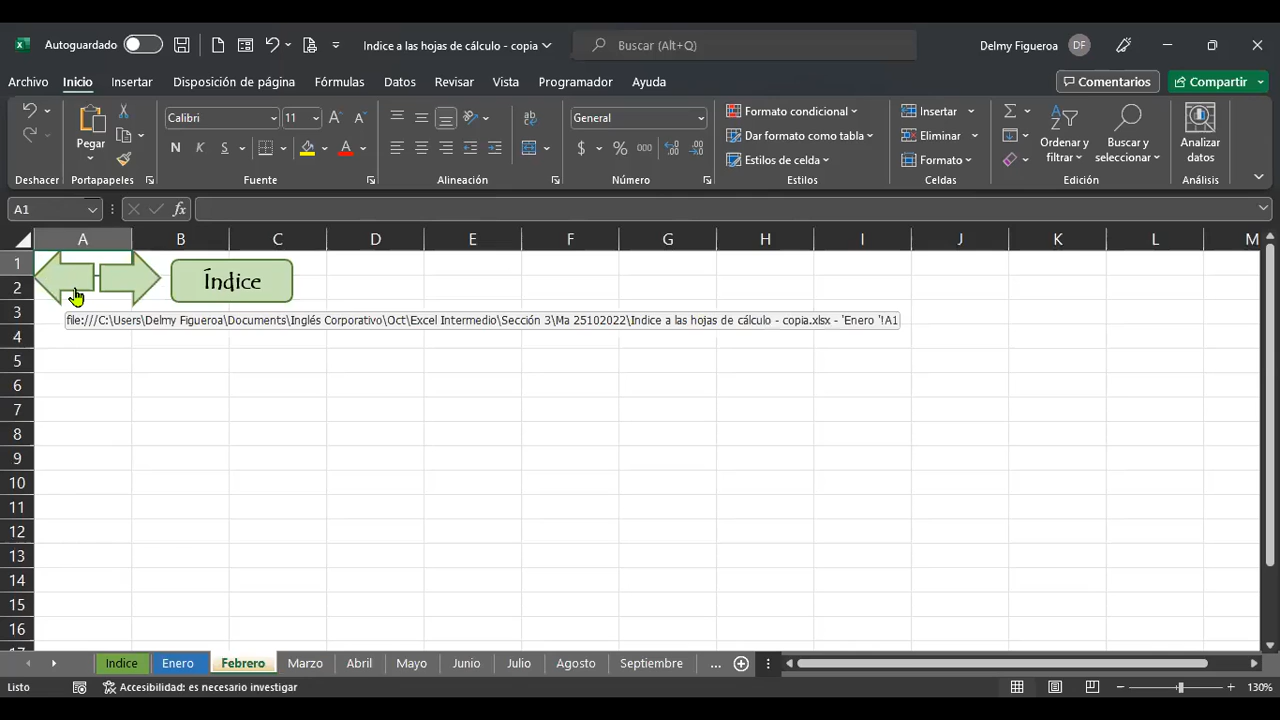 Autoguardado
Indice a las hojas de cálculo - copia
Buscar (Alt+Q)
Delmy Figueroa
DF
Archivo Inicio Insertar Disposición de página Fórmulas Datos Revisar Vista Programador Ayuda
Comentarios
Compartir
Pegar
Calibri 11
General
Formato condicional
Dar formato como tabla
Estilos de celda
Insertar
Eliminar
Formato
Ordenar y filtrar
Buscar y seleccionar
Analizar datos
N K S
A
$ % 000
Deshacer Portapapeles Fuente Alineación Número Estilos Celdas Edición Análisis
A1
fx
A B C D E F G H I J K L M
1
2
Índice
file:///C:\Users\Delmy Figueroa\Documents\Inglés Corporativo\Oct\Excel Intermedio\Sección 3\Ma 25102022\Indice a las hojas de cálculo - copia.xlsx - 'Enero '!A1
3
4
5
6
7
8
9
10
11
12
13
14
15
16
17
Indice Enero Febrero Marzo Abril Mayo Junio Julio Agosto Septiembre ...
Listo
Accesibilidad: es necesario investigar
130%